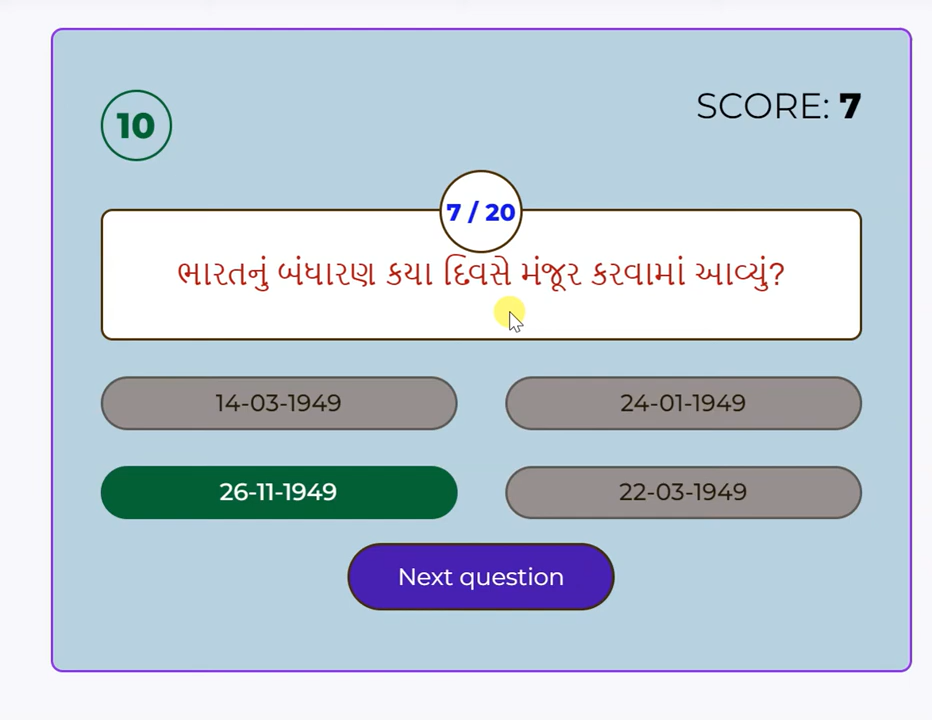 10
SCORE: 7
7 / 20
ભારતનું બંધારણ કયા દિવસે મંજૂર કરવામાં આવ્યું?
14-03-1949
24-01-1949
26-11-1949
22-03-1949
Next question